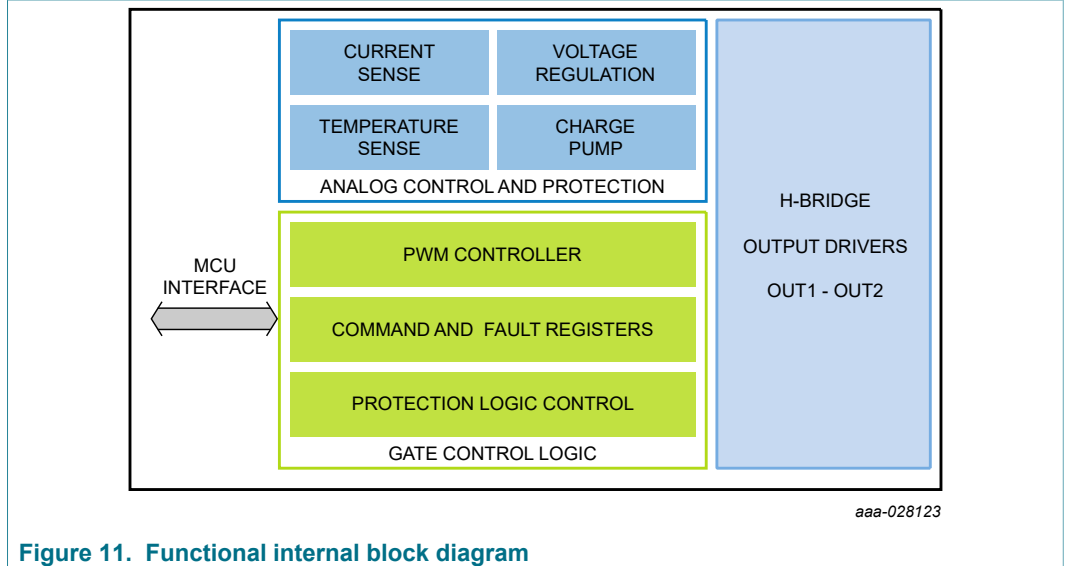 CURRENT
SENSE
VOLTAGE
REGULATION
TEMPERATURE
SENSE
CHARGE
PUMP
ANALOG CONTROL AND PROTECTION
MCU
INTERFACE
PWM CONTROLLER
COMMAND AND FAULT REGISTERS
PROTECTION LOGIC CONTROL
GATE CONTROL LOGIC
H-BRIDGE
OUTPUT DRIVERS
OUT1 - OUT2
aaa-028123
Figure 11. Functional internal block diagram